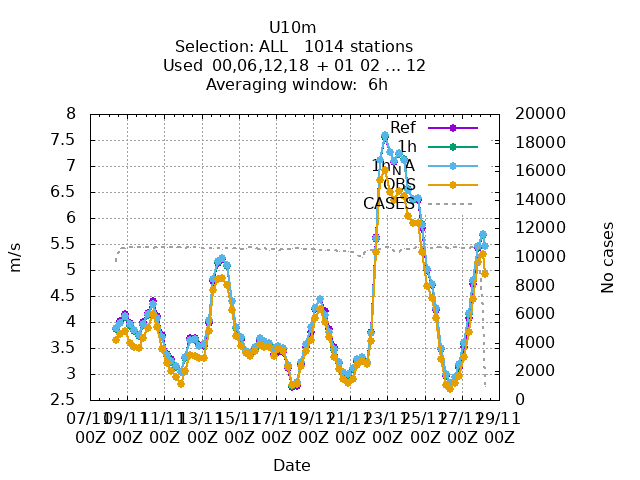 U10m
Selection: ALL   1014 stations
Used  00,06,12,18  + 01 02 ... 12
Averaging window:  6h
8
7.5
7
6.5
6
5.5
5
4.5
4
3.5
3
2.5
m/s
20000
18000
16000
14000
12000
10000
8000
6000
4000
2000
0
No cases
Ref
1h
1h_NA
OBS
CASES
07/11 09/11 11/11 13/11 15/11 17/11 19/11 21/11 23/11 25/11 27/11 29/11
00Z 00Z 00Z 00Z 00Z 00Z 00Z 00Z 00Z 00Z 00Z 00Z
Date